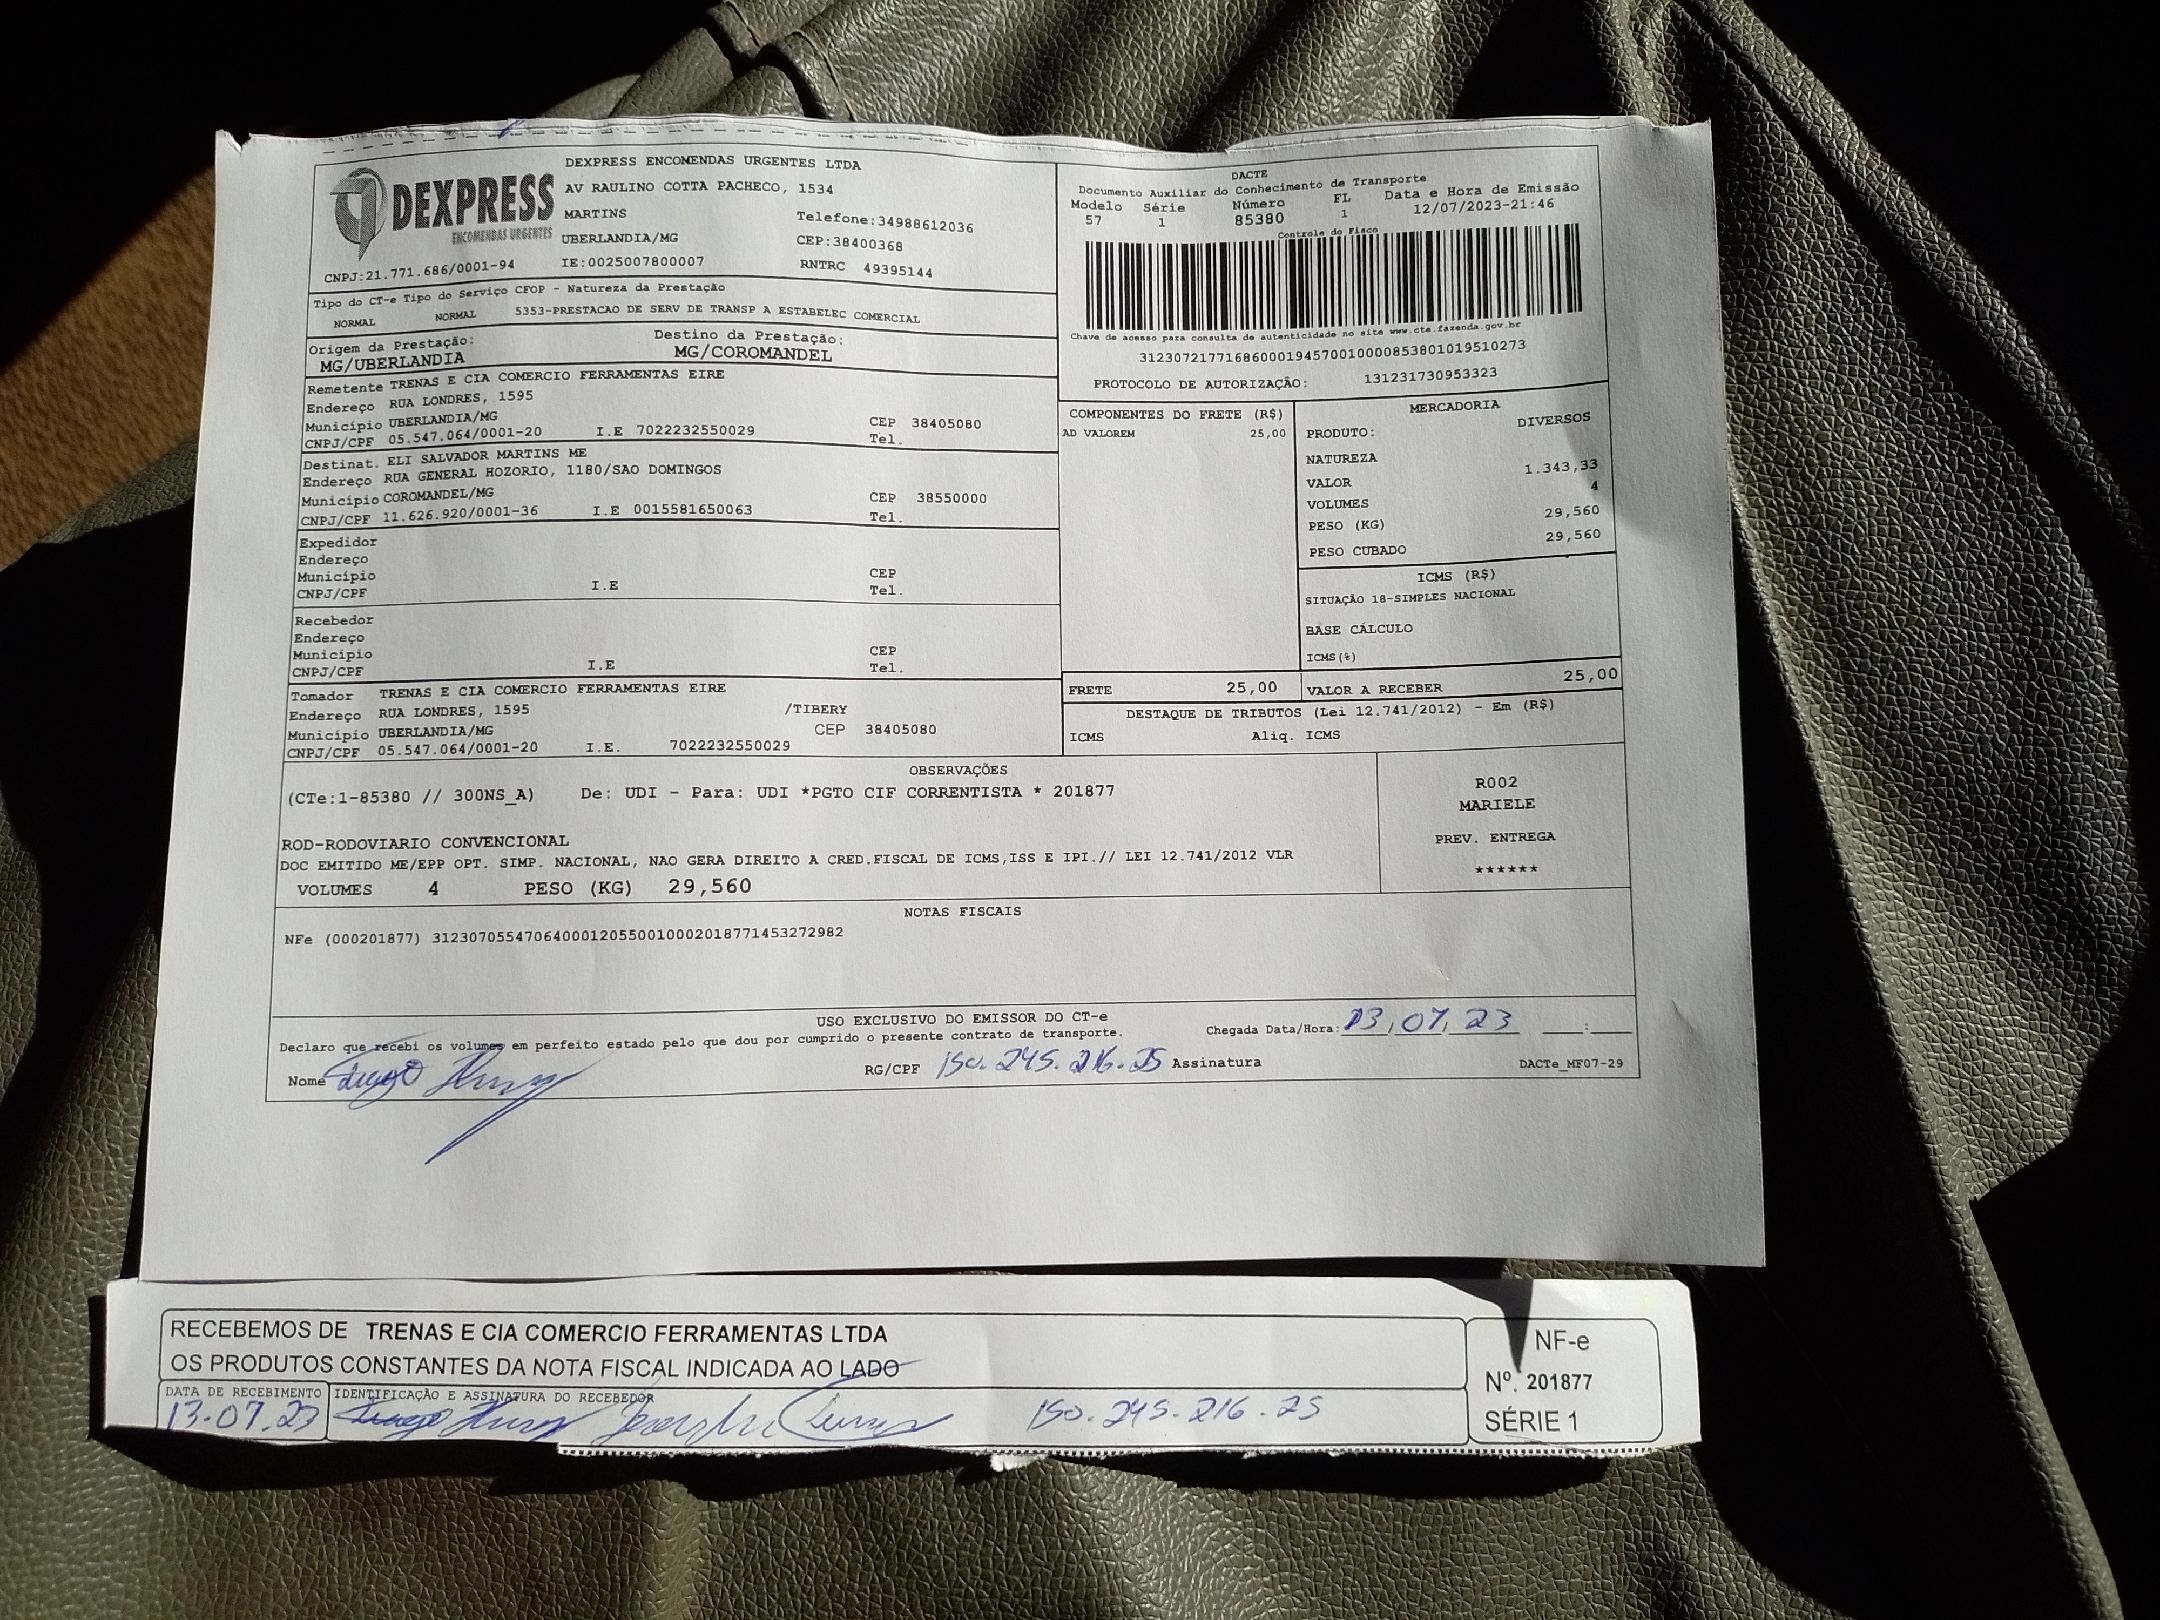 DEXPRESS
ENCOMENDAS URGENTES
DEXPRESS ENCOMENDAS URGENTES LTDA
AV RAULINO COTTA PACHECO, 1534
MARTINS Telefone:34988612036
UBERLANDIA/MG CEP:38400368
CNPJ:21.771.686/0001-94 IE:0025007800007 RNTRC 49395144
DACTE
Documento Auxiliar do Conhecimento de Transporte
Modelo Série Número FL Data e Hora de Emissão
57 1 85380 1 12/07/2023-21:46
Controle do Fisco
Chave de acesso para consulta de autenticidade no site www.cte.fazenda.gov.br
31230721771686000194570010000853801019510273
PROTOCOLO DE AUTORIZAÇÃO: 131231730953323
Tipo do CT-e Tipo do Serviço CFOP - Natureza da Prestação
NORMAL NORMAL 5353-PRESTACAO DE SERV DE TRANSP A ESTABELEC COMERCIAL
Origem da Prestação: Destino da Prestação:
MG/UBERLANDIA MG/COROMANDEL
Remetente TRENAS E CIA COMERCIO FERRAMENTAS EIRE
Endereço RUA LONDRES, 1595
Município UBERLANDIA/MG CEP 38405080
CNPJ/CPF 05.547.064/0001-20 I.E 7022232550029 Tel.
Destinat. ELI SALVADOR MARTINS ME
Endereço RUA GENERAL HOZORIO, 1180/SAO DOMINGOS
Município COROMANDEL/MG CEP 38550000
CNPJ/CPF 11.626.920/0001-36 I.E 0015581650063 Tel.
Expedidor
Endereço
Município CEP
CNPJ/CPF I.E Tel.
Recebedor
Endereço
Município CEP
CNPJ/CPF I.E Tel.
Tomador TRENAS E CIA COMERCIO FERRAMENTAS EIRE
Endereço RUA LONDRES, 1595 /TIBERY
Município UBERLANDIA/MG CEP 38405080
CNPJ/CPF 05.547.064/0001-20 I.E. 7022232550029
COMPONENTES DO FRETE (R$)
AD VALOREM 25,00
MERCADORIA
PRODUTO: DIVERSOS
NATUREZA
VALOR 1.343,33
VOLUMES 4
PESO (KG) 29,560
PESO CUBADO 29,560
ICMS (R$)
SITUAÇÃO 18-SIMPLES NACIONAL
BASE CÁLCULO
ICMS(%)
FRETE 25,00 VALOR A RECEBER 25,00
DESTAQUE DE TRIBUTOS (Lei 12.741/2012) - Em (R$)
ICMS Aliq. ICMS
OBSERVAÇÕES
(CTe:1-85380 // 300NS_A) De: UDI - Para: UDI *PGTO CIF CORRENTISTA * 201877
ROD-RODOVIARIO CONVENCIONAL
DOC EMITIDO ME/EPP OPT. SIMP. NACIONAL, NAO GERA DIREITO A CRED.FISCAL DE ICMS,ISS E IPI.// LEI 12.741/2012 VLR
VOLUMES 4 PESO (KG) 29,560
R002
MARIELE
PREV. ENTREGA
******
NOTAS FISCAIS
NFe (000201877) 31230705547064000120550010002018771453272982
USO EXCLUSIVO DO EMISSOR DO CT-e
Declaro que recebi os volumes em perfeito estado pelo que dou por cumprido o presente contrato de transporte.
Chegada Data/Hora: 13,07,23 __:__
Nome RG/CPF 150.245.216.25 Assinatura DACTe_MF07-29
RECEBEMOS DE TRENAS E CIA COMERCIO FERRAMENTAS LTDA
OS PRODUTOS CONSTANTES DA NOTA FISCAL INDICADA AO LADO
DATA DE RECEBIMENTO IDENTIFICAÇÃO E ASSINATURA DO RECEBEDOR
13.07.23 150.245.216.25
NF-e
Nº. 201877
SÉRIE 1